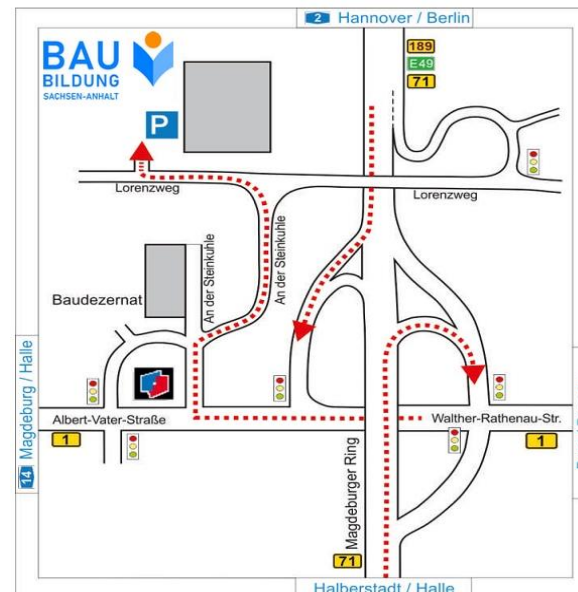 2 Hannover / Berlin
BAU
BILDUNG
SACHSEN-ANHALT
189
E49
71
P
Lorenzweg
Lorenzweg
An der Steinkuhle
An der Steinkuhle
Baudezernat
14 Magdeburg / Halle
Albert-Vater-Straße
1
Walther-Rathenau-Str.
1
Magdeburger Ring
71
Halberstadt / Halle